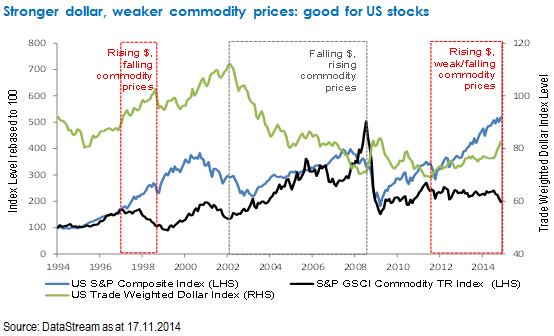 Stronger dollar, weaker commodity prices: good for US stocks
Rising $,
falling
commodity
prices
Falling $,
rising
commodity
prices
Rising $,
weak/falling
commodity
prices
Index Level rebased to 100
800
700
600
500
400
300
200
100
0
120
100
80
60
40
Trade Weighted Dollar Index Level
1994 1996 1998 2000 2002 2004 2006 2008 2010 2012 2014
US S&P Composite Index (LHS)
S&P GSCI Commodity TR Index (LHS)
US Trade Weighted Dollar Index (RHS)
Source: DataStream as at 17.11.2014